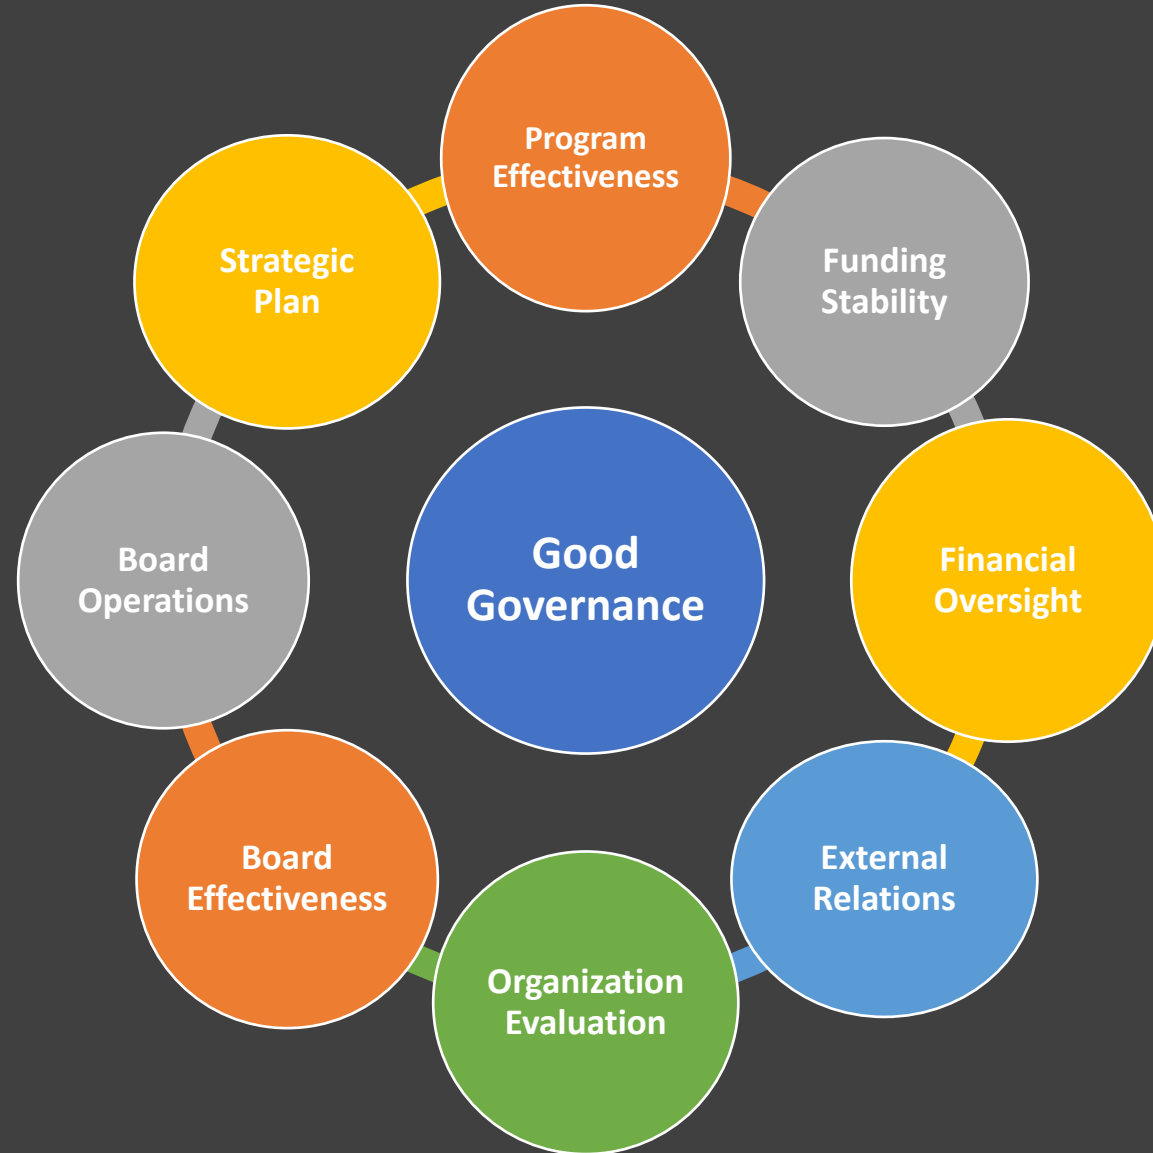 Program
Effectiveness
Funding
Stability
Financial
Oversight
External
Relations
Organization
Evaluation
Board
Effectiveness
Board
Operations
Strategic
Plan
Good
Governance